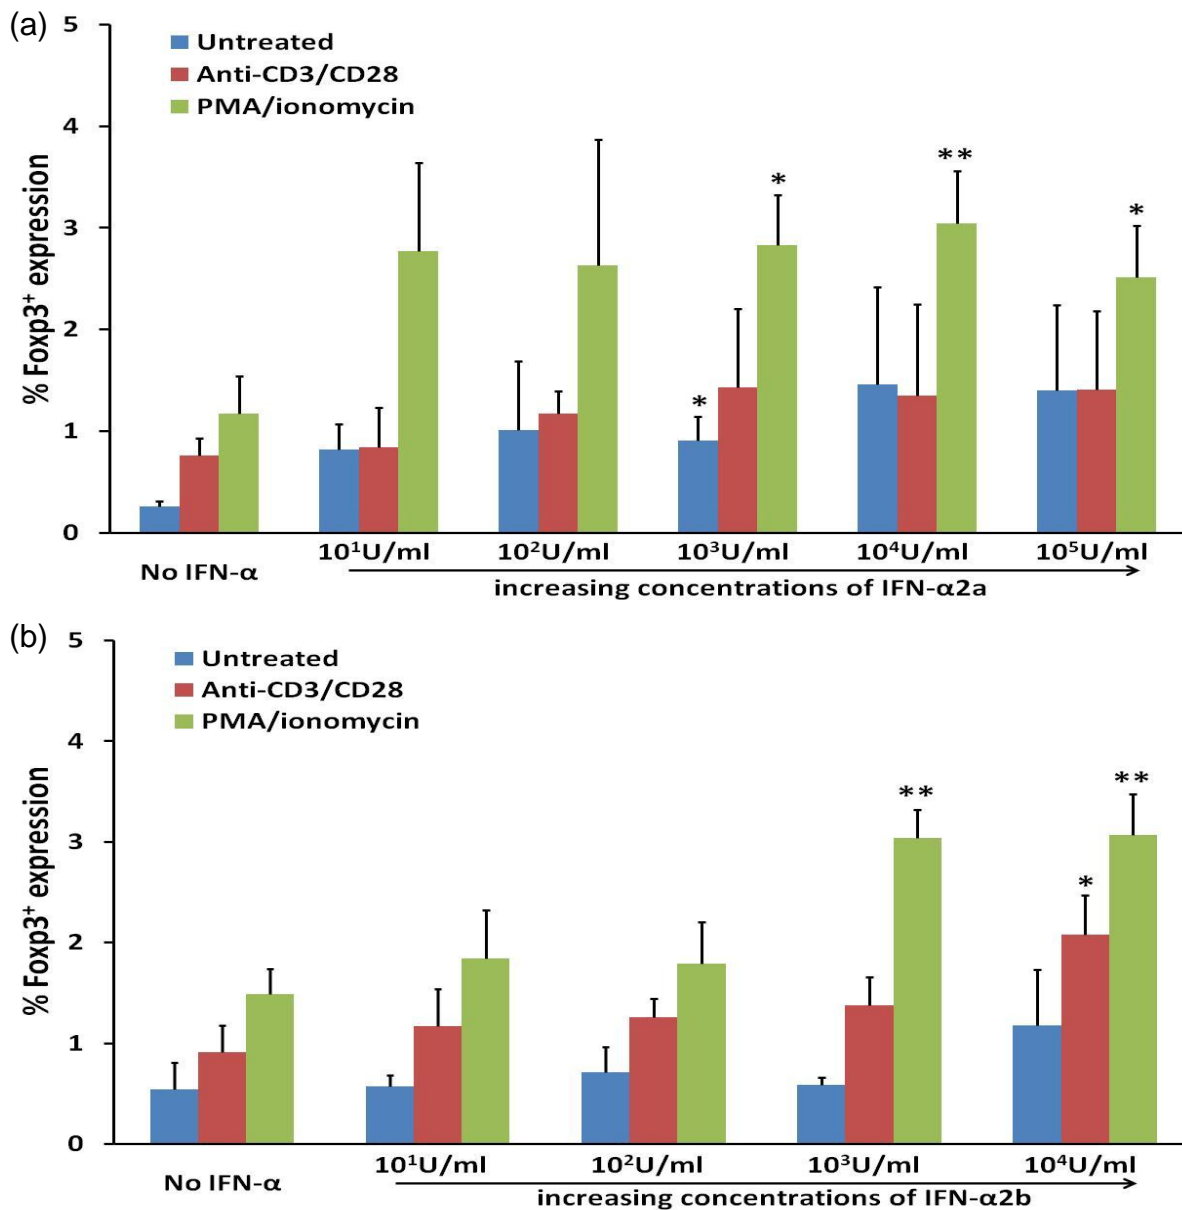 (a)
5
4
3
2
1
0
% Foxp3⁺ expression
Untreated
Anti-CD3/CD28
PMA/ionomycin
*
*
**
*
No IFN-α
10¹U/ml
10²U/ml
10³U/ml
10⁴U/ml
10⁵U/ml
increasing concentrations of IFN-α2a
(b)
5
4
3
2
1
0
% Foxp3⁺ expression
Untreated
Anti-CD3/CD28
PMA/ionomycin
**
*
**
No IFN-α
10¹U/ml
10²U/ml
10³U/ml
10⁴U/ml
increasing concentrations of IFN-α2b